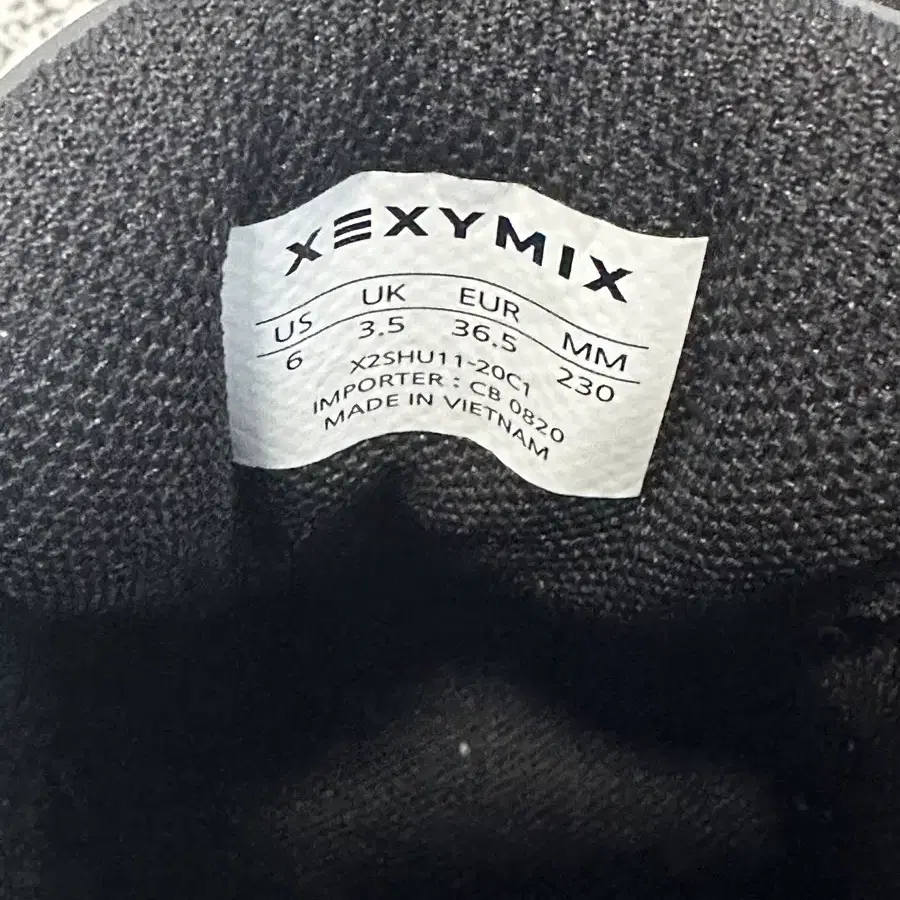 XEXYMIX
US UK EUR MM
6 3.5 36.5 230
X2SHU11-20C1
IMPORTER : CB 0820
MADE IN VIETNAM